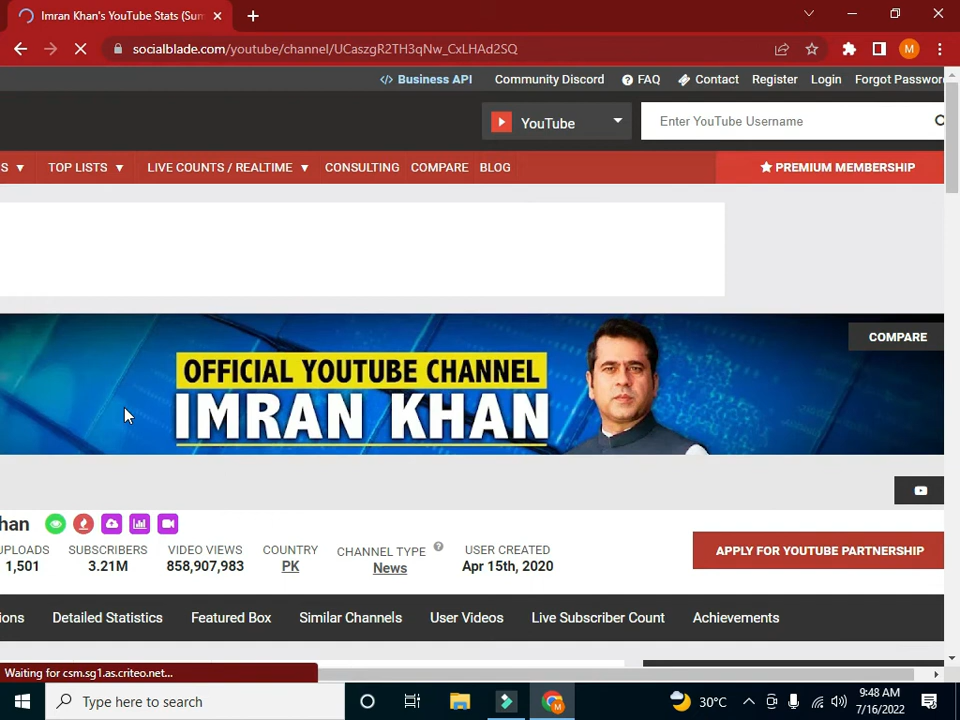 Imran Khan's YouTube Stats (Sum
socialblade.com/youtube/channel/UCaszgR2TH3qNw_CxLHAd2SQ
M
</> Business API Community Discord FAQ Contact Register Login Forgot Password
YouTube
Enter YouTube Username
S TOP LISTS LIVE COUNTS / REALTIME CONSULTING COMPARE BLOG PREMIUM MEMBERSHIP
COMPARE
OFFICIAL YOUTUBE CHANNEL
IMRAN KHAN
han
UPLOADS SUBSCRIBERS VIDEO VIEWS COUNTRY CHANNEL TYPE USER CREATED
1,501 3.21M 858,907,983 PK News Apr 15th, 2020
APPLY FOR YOUTUBE PARTNERSHIP
ions Detailed Statistics Featured Box Similar Channels User Videos Live Subscriber Count Achievements
Waiting for csm.sg1.as.criteo.net...
Type here to search
30°C
9:48 AM
7/16/2022